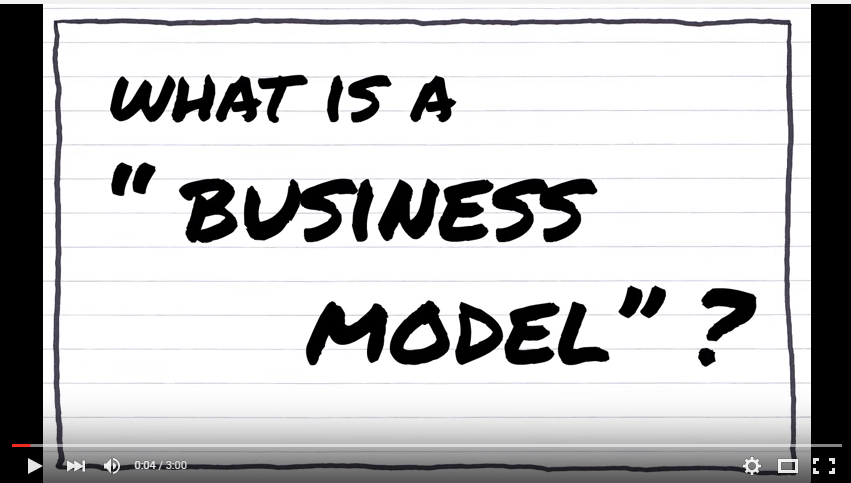 WHAT IS A
" BUSINESS
MODEL" ?
0:04 / 3:00